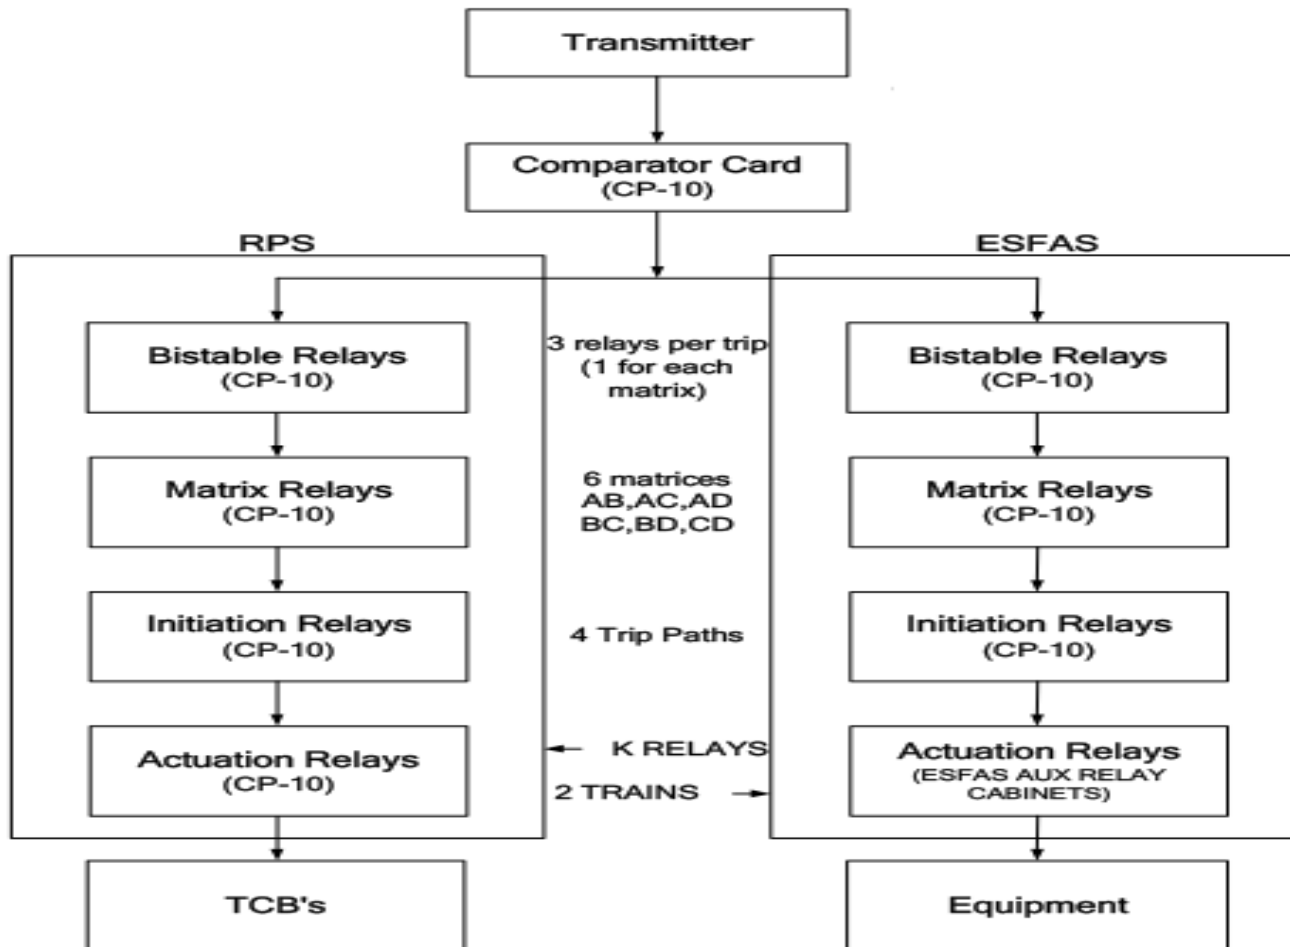 Transmitter
Comparator Card
(CP-10)
RPS
ESFAS
Bistable Relays
(CP-10)
3 relays per trip
(1 for each
matrix)
Bistable Relays
(CP-10)
Matrix Relays
(CP-10)
6 matrices
AB,AC,AD
BC,BD,CD
Matrix Relays
(CP-10)
Initiation Relays
(CP-10)
4 Trip Paths
Initiation Relays
(CP-10)
Actuation Relays
(CP-10)
K RELAYS
2 TRAINS
Actuation Relays
(ESFAS AUX RELAY
CABINETS)
TCB's
Equipment